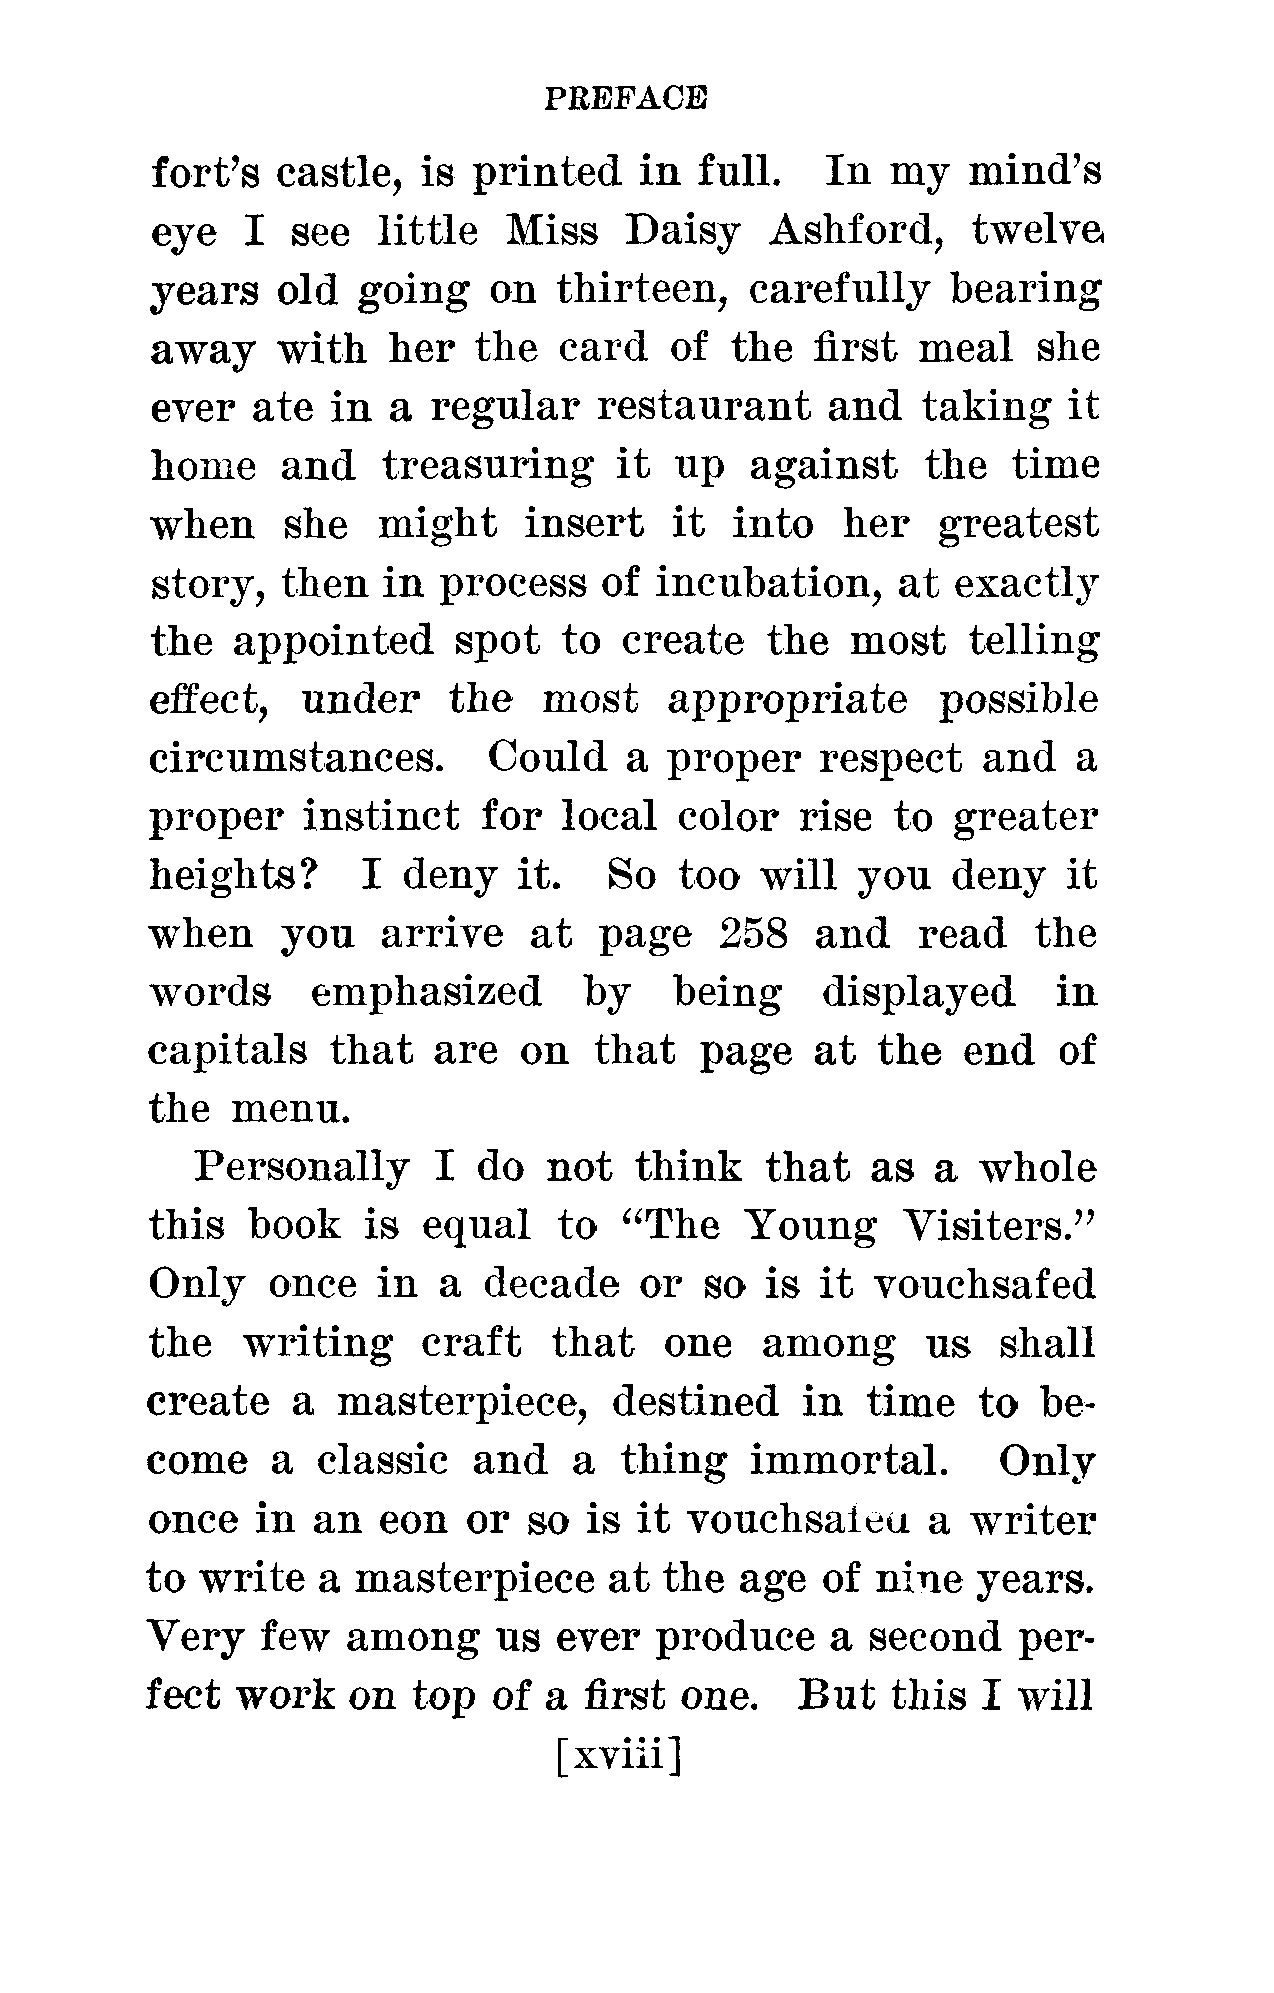 PREFACE
fort's castle, is printed in full. In my mind's
eye I see little Miss Daisy Ashford, twelve
years old going on thirteen, carefully bearing
away with her the card of the first meal she
ever ate in a regular restaurant and taking it
home and treasuring it up against the time
when she might insert it into her greatest
story, then in process of incubation, at exactly
the appointed spot to create the most telling
effect, under the most appropriate possible
circumstances. Could a proper respect and a
proper instinct for local color rise to greater
heights? I deny it. So too will you deny it
when you arrive at page 258 and read the
words emphasized by being displayed in
capitals that are on that page at the end of
the menu.
Personally I do not think that as a whole
this book is equal to “The Young Visiters.”
Only once in a decade or so is it vouchsafed
the writing craft that one among us shall
create a masterpiece, destined in time to be-
come a classic and a thing immortal. Only
once in an eon or so is it vouchsafed a writer
to write a masterpiece at the age of nine years.
Very few among us ever produce a second per-
fect work on top of a first one. But this I will
[xviii]